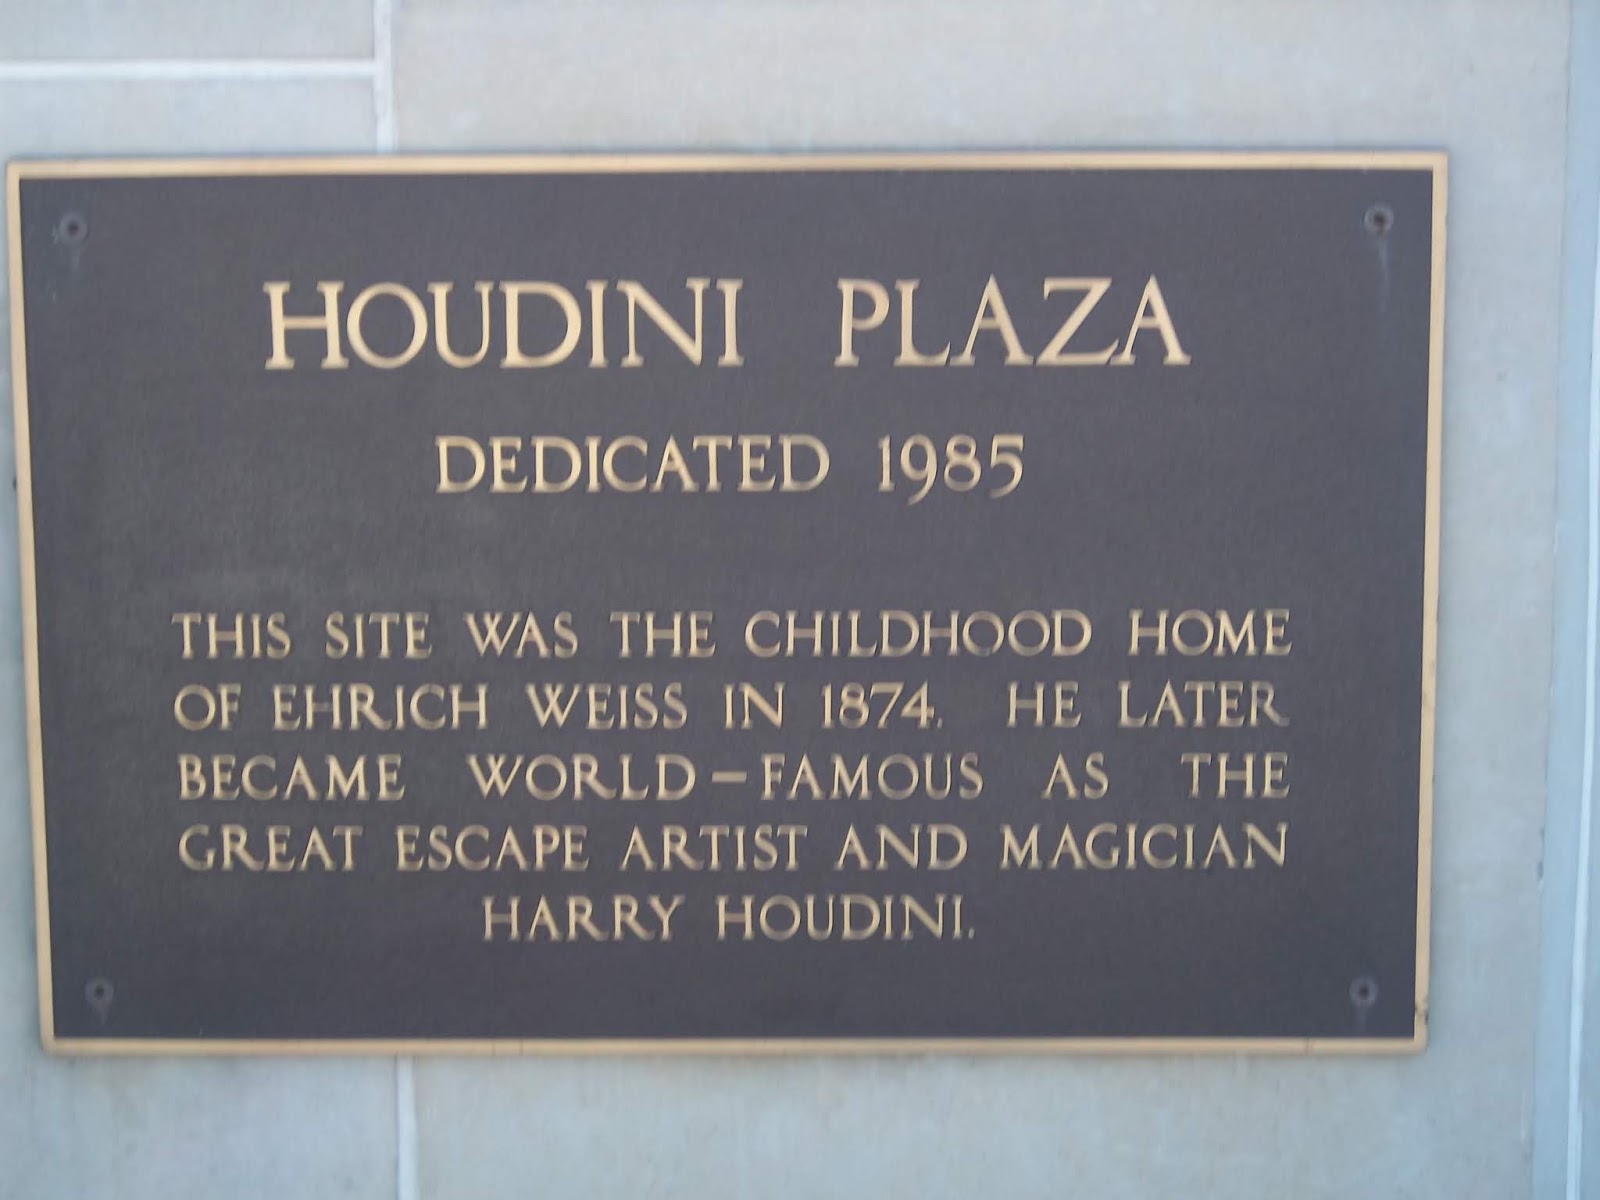 HOUDINI PLAZA
DEDICATED 1985
THIS SITE WAS THE CHILDHOOD HOME
OF EHRICH WEISS IN 1874. HE LATER
BECAME WORLD-FAMOUS AS THE
GREAT ESCAPE ARTIST AND MAGICIAN
HARRY HOUDINI.